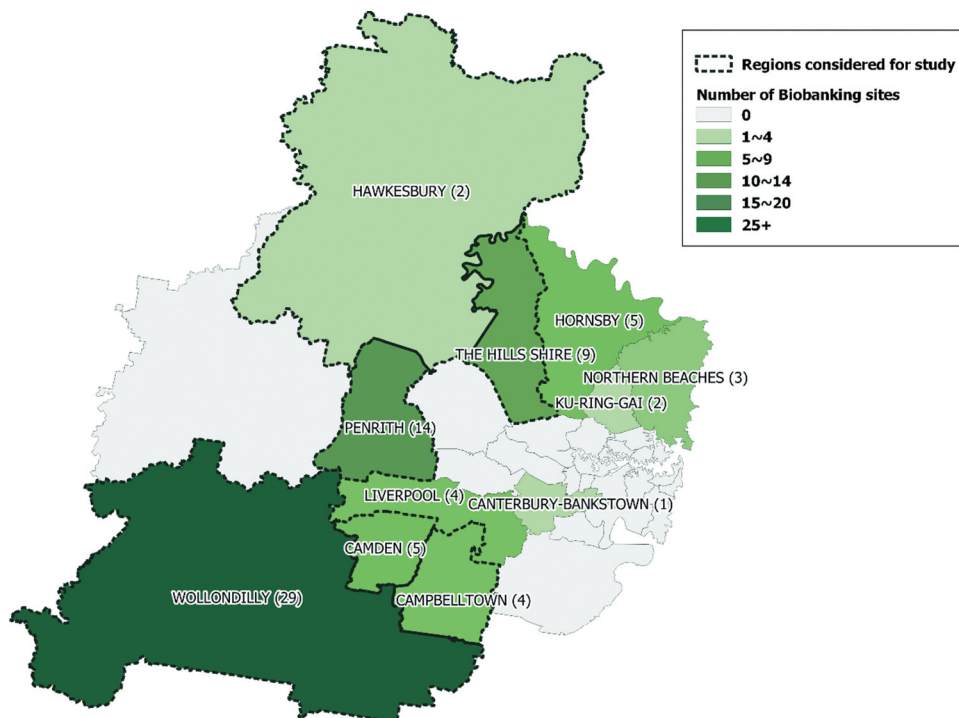 Regions considered for study
Number of Biobanking sites
0
1~4
5~9
10~14
15~20
25+
HAWKESBURY (2)
HORNSBY (5)
THE HILLS SHIRE (9)
NORTHERN BEACHES (3)
KU-RING-GAI (2)
PENRITH (14)
LIVERPOOL (4)
CANTERBURY-BANKSTOWN (1)
CAMDEN (5)
WOLLONDILLY (29)
CAMPBELLTOWN (4)